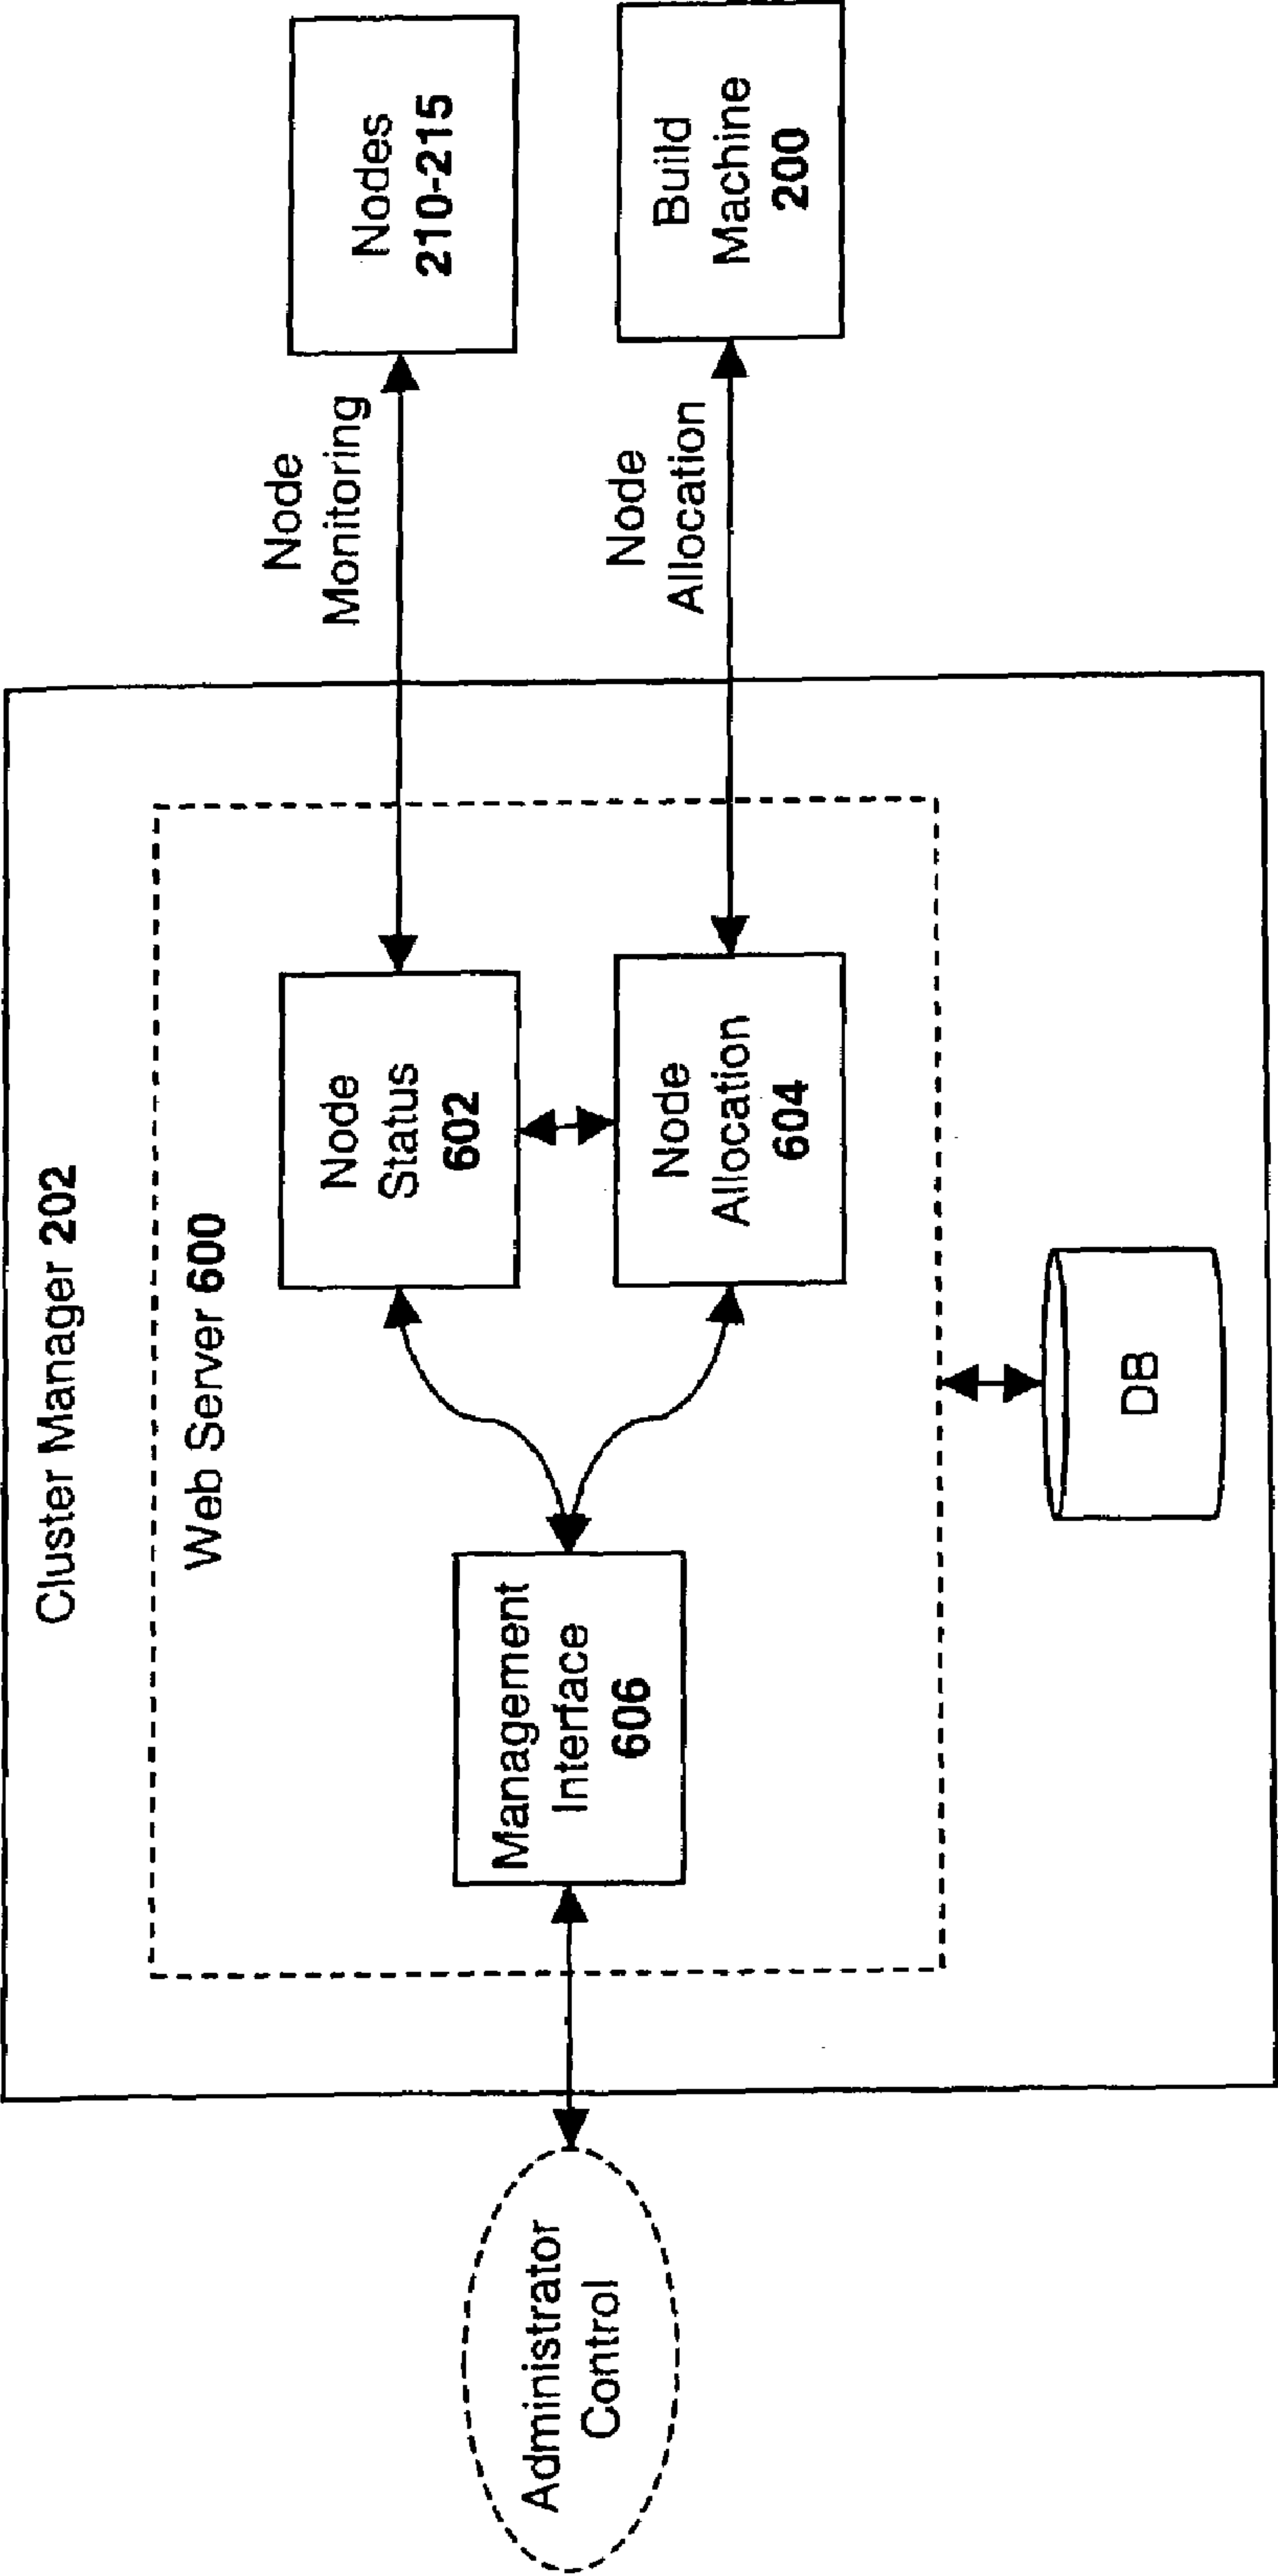 Cluster Manager 202
Web Server 600
Administrator
Control
Management
Interface
606
Node
Status
602
Node
Allocation
604
Node
Monitoring
Node
Allocation
Nodes
210-215
Build
Machine
200
DB